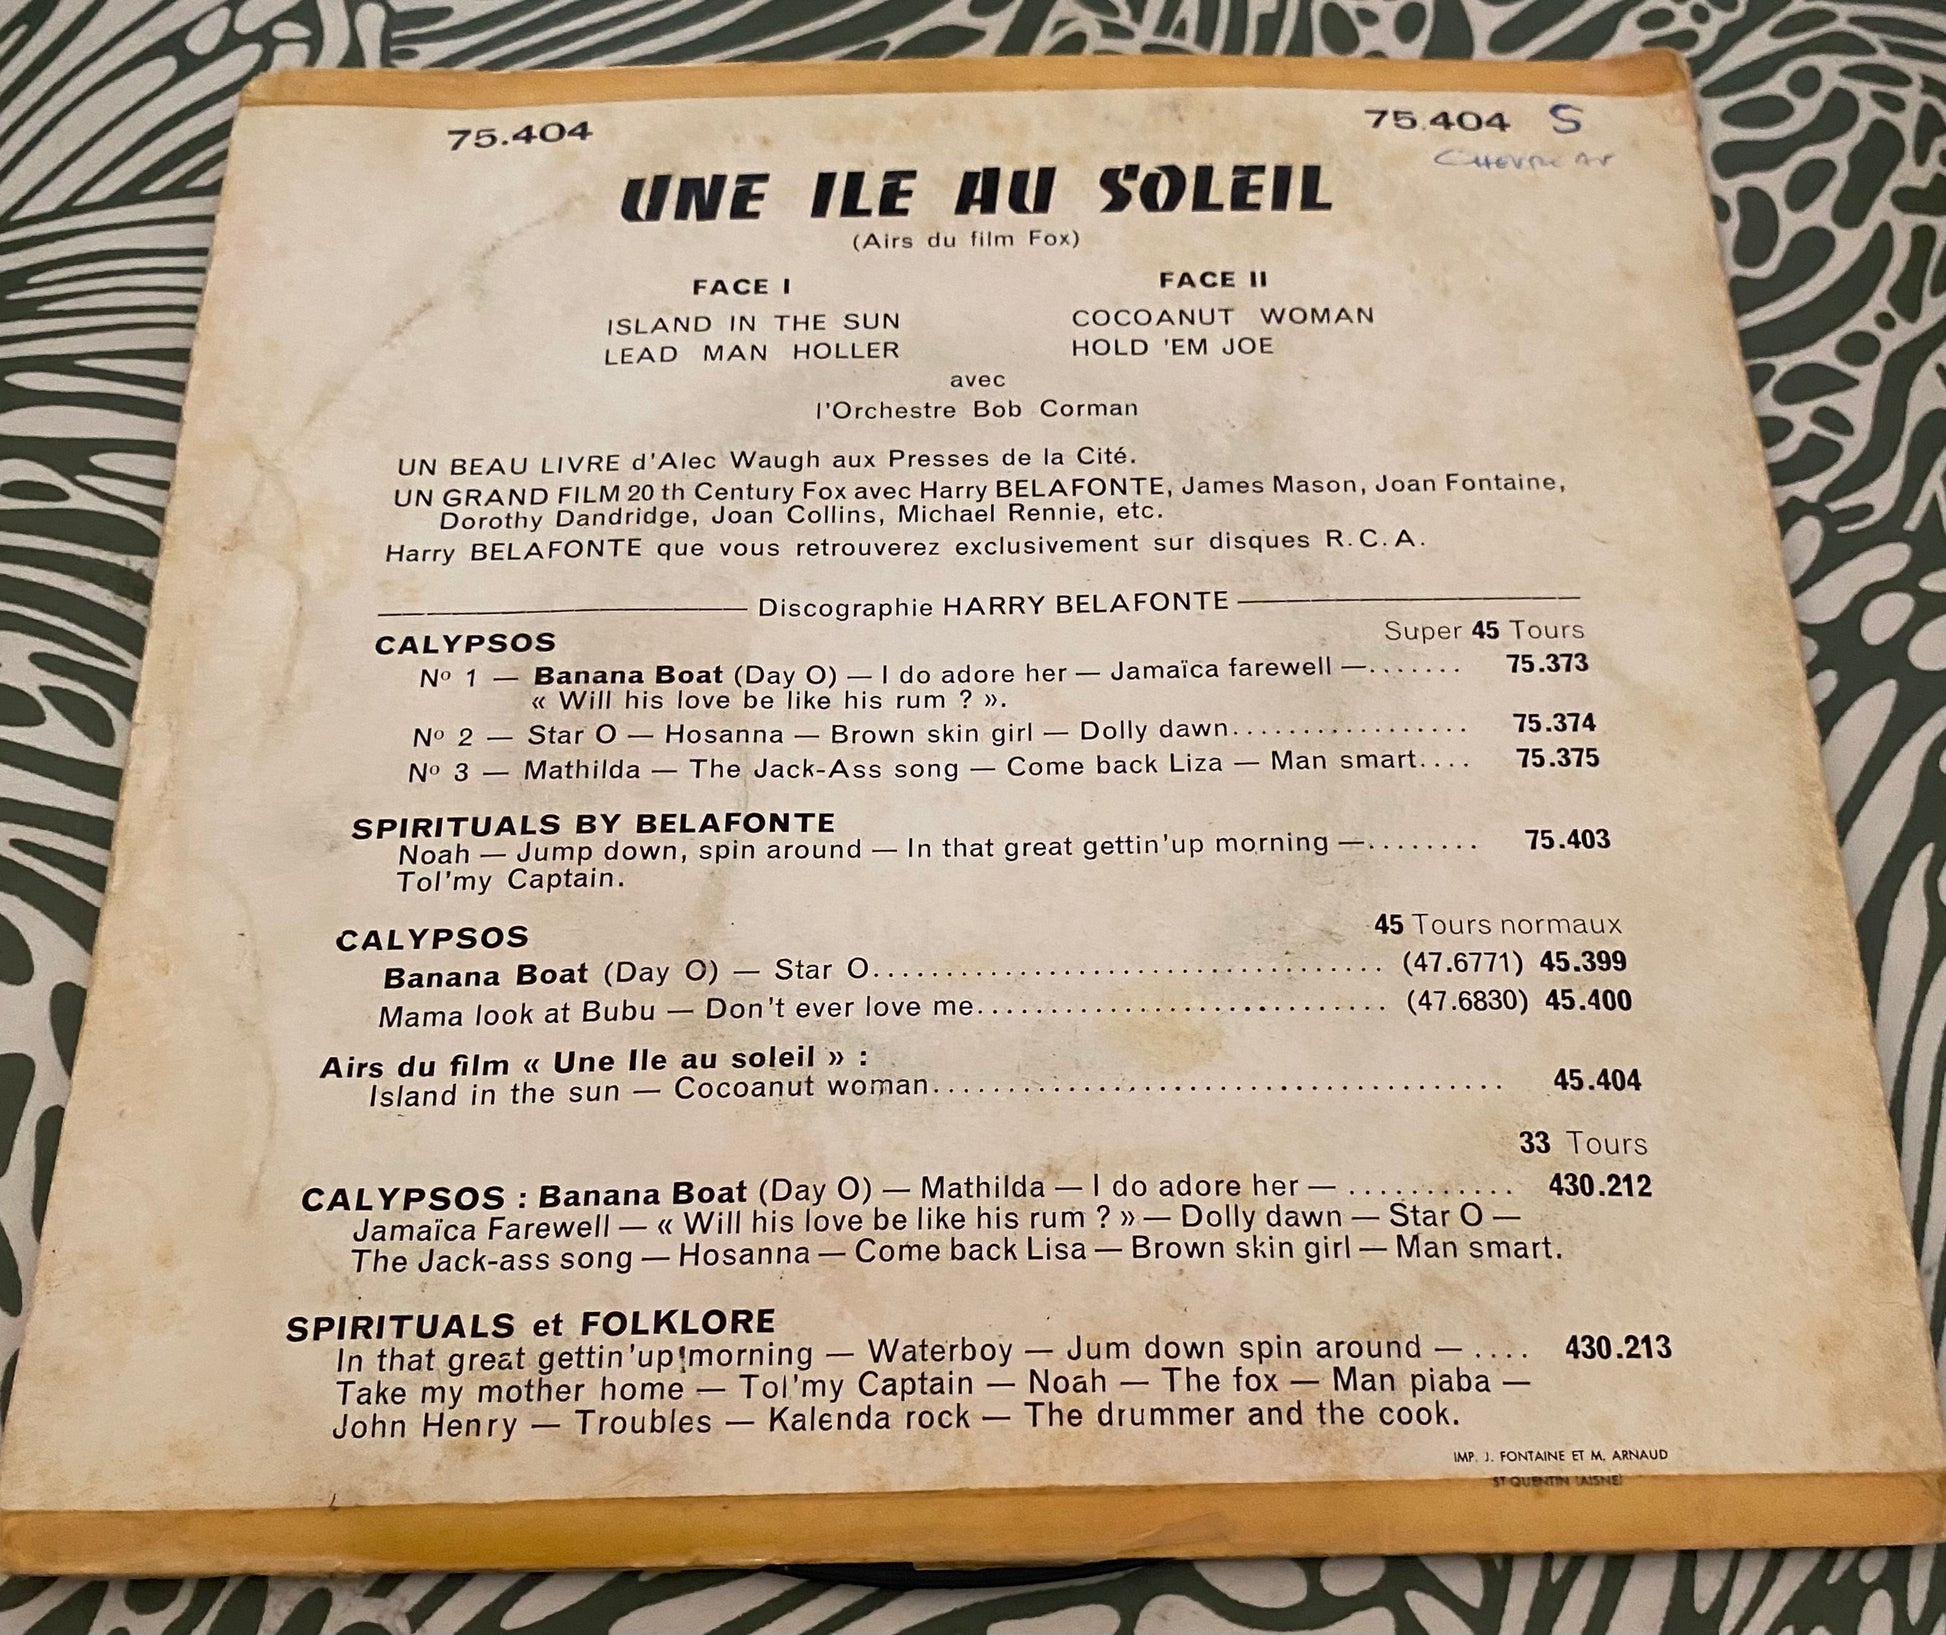 75.404
75.404 S
UNE ILE AU SOLEIL
(Airs du film Fox)
FACE I
ISLAND IN THE SUN
LEAD MAN HOLLER
FACE II
COCOANUT WOMAN
HOLD 'EM JOE
avec
l'Orchestre Bob Corman
UN BEAU LIVRE d'Alec Waugh aux Presses de la Cité.
UN GRAND FILM 20 th Century Fox avec Harry BELAFONTE, James Mason, Joan Fontaine,
Dorothy Dandridge, Joan Collins, Michael Rennie, etc.
Harry BELAFONTE que vous retrouverez exclusivement sur disques R.C.A.
Discographie HARRY BELAFONTE
CALYPSOS Super 45 Tours
Nº 1 — Banana Boat (Day O) — I do adore her — Jamaïca farewell —....... 75.373
« Will his love be like his rum ? ».
Nº 2 — Star O — Hosanna — Brown skin girl — Dolly dawn................. 75.374
Nº 3 — Mathilda — The Jack-Ass song — Come back Liza — Man smart.... 75.375
SPIRITUALS BY BELAFONTE
Noah — Jump down, spin around — In that great gettin'up morning —........ 75.403
Tol'my Captain.
CALYPSOS 45 Tours normaux
Banana Boat (Day O) — Star O................................... (47.6771) 45.399
Mama look at Bubu — Don't ever love me............................ (47.6830) 45.400
Airs du film « Une Ile au soleil » :
Island in the sun — Cocoanut woman....................................... 45.404
33 Tours
CALYPSOS : Banana Boat (Day O) — Mathilda — I do adore her — ........... 430.212
Jamaïca Farewell — « Will his love be like his rum ? » — Dolly dawn — Star O —
The Jack-ass song — Hosanna — Come back Lisa — Brown skin girl — Man smart.
SPIRITUALS et FOLKLORE
In that great gettin'up morning — Waterboy — Jum down spin around — .... 430.213
Take my mother home — Tol'my Captain — Noah — The fox — Man piaba —
John Henry — Troubles — Kalenda rock — The drummer and the cook.
IMP. J. FONTAINE ET M. ARNAUD
ST QUENTIN (AISNE)